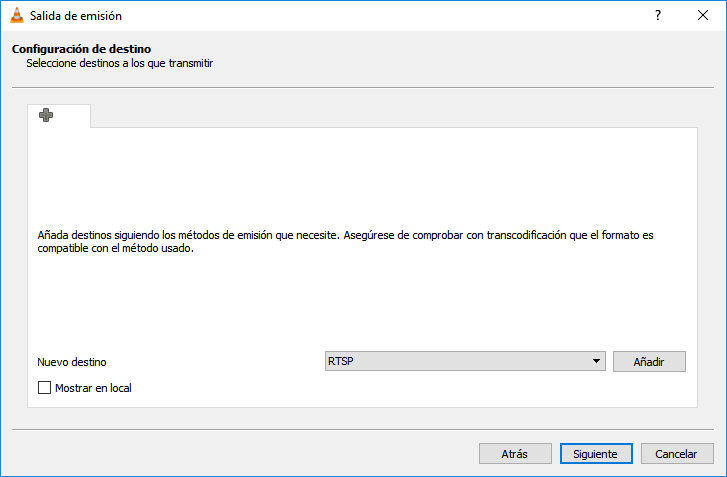 Salida de emisión
?
Configuración de destino
Seleccione destinos a los que transmitir
Añada destinos siguiendo los métodos de emisión que necesite. Asegúrese de comprobar con transcodificación que el formato es
compatible con el método usado.
Nuevo destino RTSP Añadir
Mostrar en local
Atrás Siguiente Cancelar